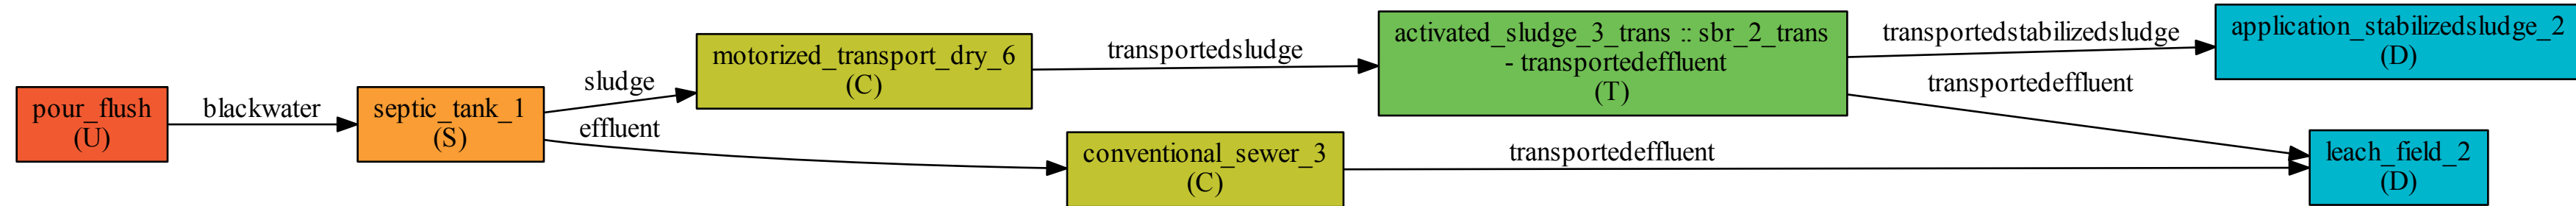 pour_flush
(U)
blackwater
septic_tank_1
(S)
sludge
effluent
motorized_transport_dry_6
(C)
conventional_sewer_3
(C)
transportedsludge
transportedeffluent
activated_sludge_3_trans :: sbr_2_trans
- transportedeffluent
(T)
transportedstabilizedsludge
transportedeffluent
application_stabilizedsludge_2
(D)
leach_field_2
(D)